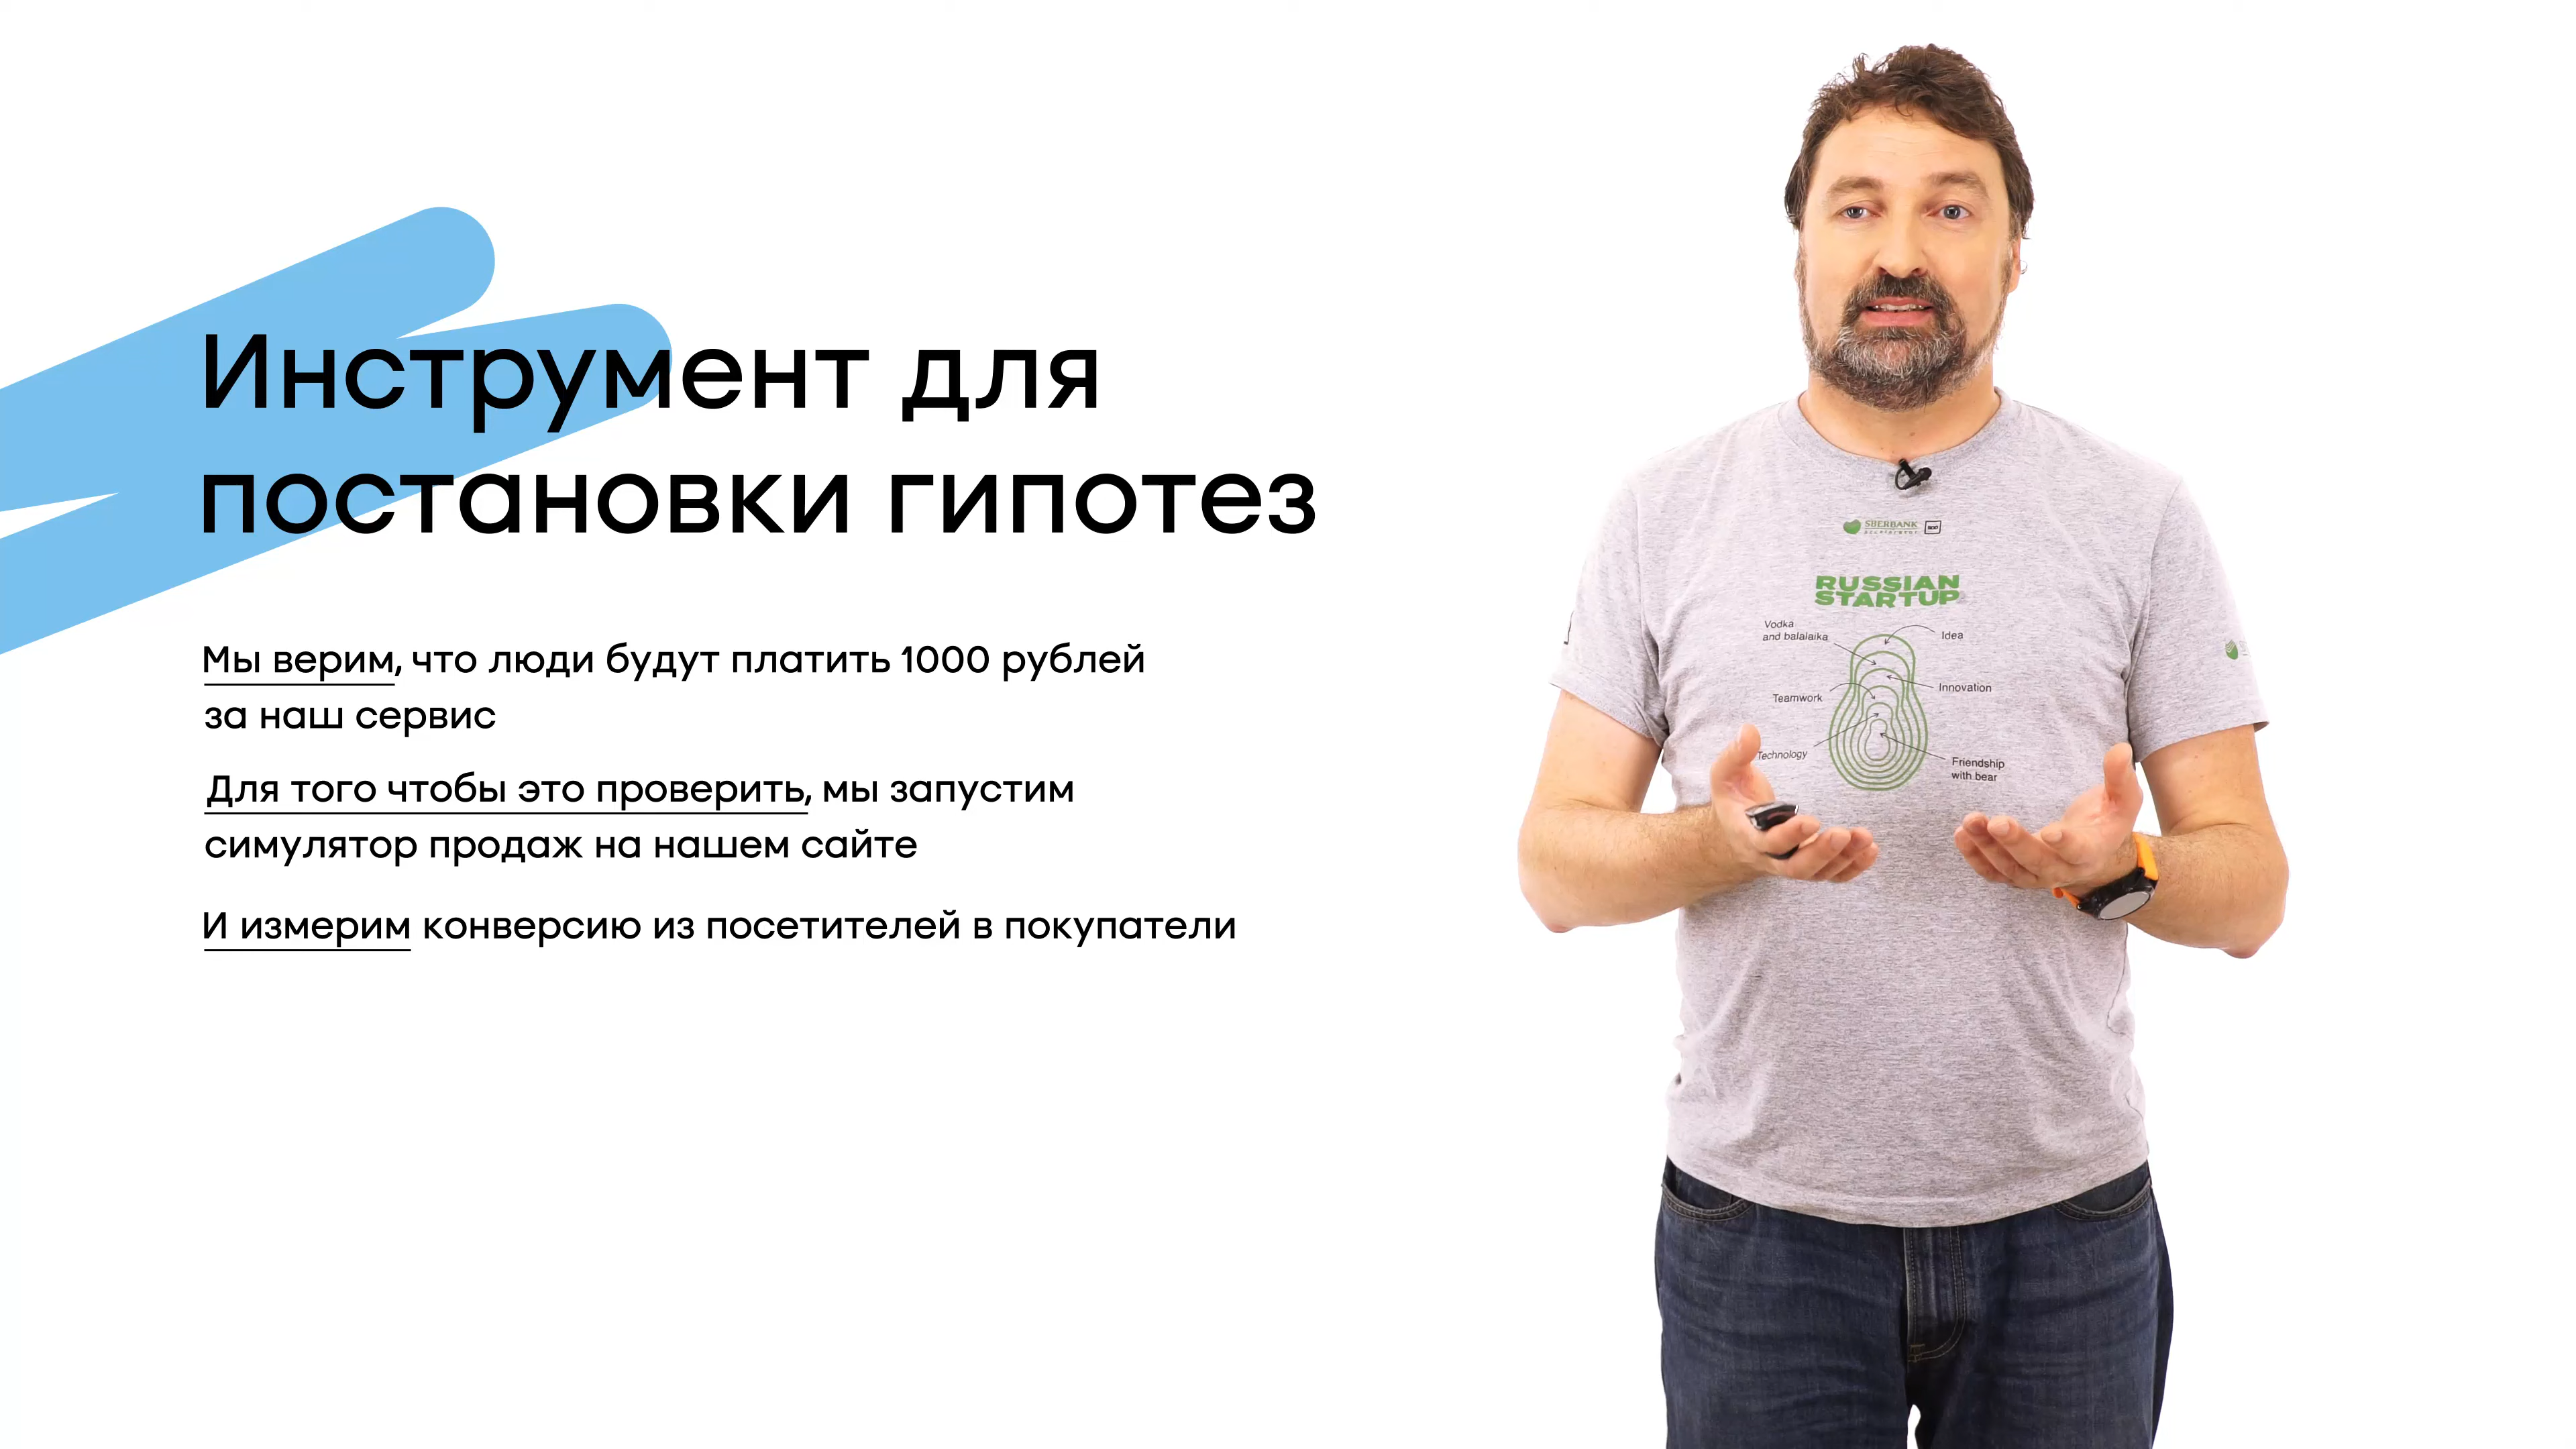 Инструмент для
постановки гипотез
Мы верим, что люди будут платить 1000 рублей
за наш сервис
Для того чтобы это проверить, мы запустим
симулятор продаж на нашем сайте
И измерим конверсию из посетителей в покупатели
SBERBANK
accelerator
RUSSIAN
STARTUP
Vodka
and balalaika
Idea
Innovation
Teamwork
Technology
Friendship
with bear